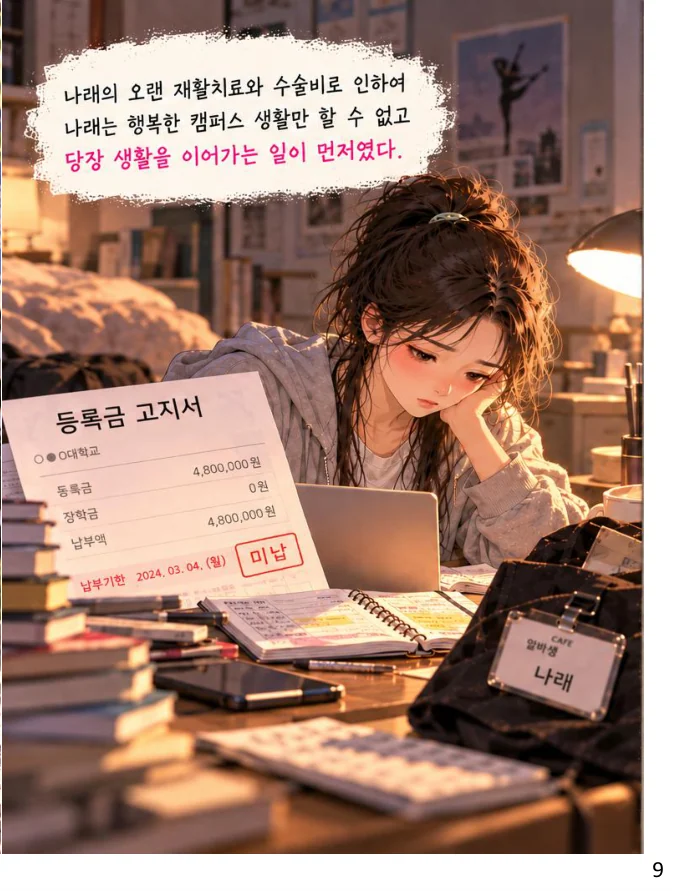 나래의 오랜 재활치료와 수술비로 인하여
나래는 행복한 캠퍼스 생활만 할 수 없고
당장 생활을 이어가는 일이 먼저였다.
등록금 고지서
○●○대학교
등록금 4,800,000원
장학금 0원
납부액 4,800,000원
납부기한 2024. 03. 04. (월) 미납
CAFE
알바생
나래
9